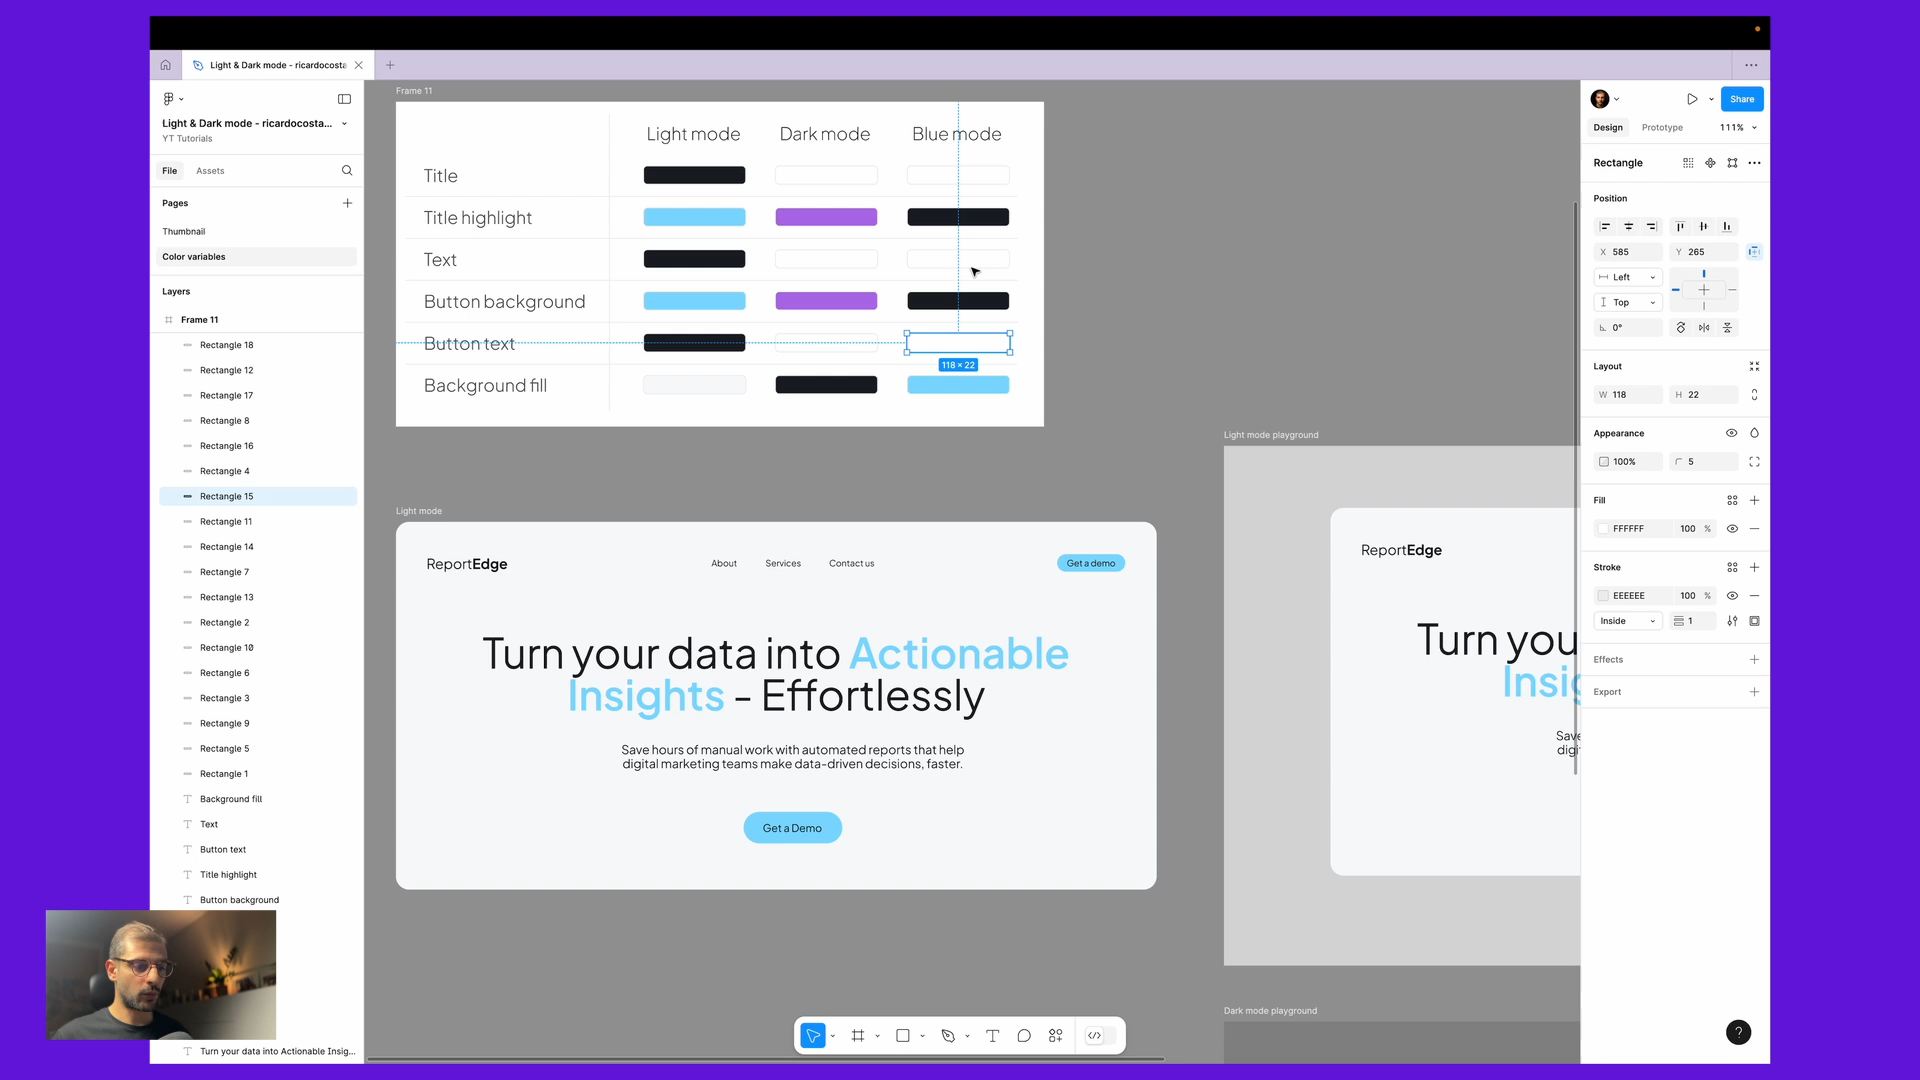 Light & Dark mode - ricardocosta
Light & Dark mode - ricardocosta...
YT Tutorials
File
Assets
Pages
Thumbnail
Color variables
Layers
Frame 11
Rectangle 18
Rectangle 12
Rectangle 17
Rectangle 8
Rectangle 16
Rectangle 4
Rectangle 15
Rectangle 11
Rectangle 14
Rectangle 7
Rectangle 13
Rectangle 2
Rectangle 10
Rectangle 6
Rectangle 3
Rectangle 9
Rectangle 5
Rectangle 1
Background fill
Text
Button text
Title highlight
Button background
Turn your data into Actionable Insig...
Frame 11
Light mode
Dark mode
Blue mode
Title
Title highlight
Text
Button background
Button text
118 × 22
Background fill
Light mode
ReportEdge
About
Services
Contact us
Get a demo
Turn your data into Actionable
Insights - Effortlessly
Save hours of manual work with automated reports that help
digital marketing teams make data-driven decisions, faster.
Get a Demo
Light mode playground
ReportEdge
Turn you
Insig
Save
digi
Dark mode playground
Share
Design
Prototype
111%
Rectangle
Position
X 585
Y 265
Left
Top
0°
Layout
W 118
H 22
Appearance
100%
5
Fill
FFFFFF
100 %
Stroke
EEEEEE
100 %
Inside
1
Effects
Export
?